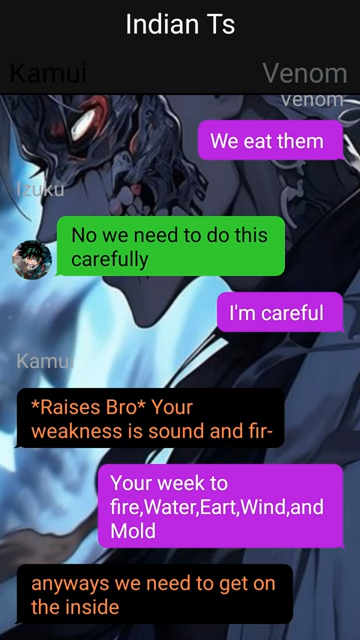 Indian Ts
Kamui
Venom
Venom
We eat them
Izuku
No we need to do this
carefully
I'm careful
Kamui
*Raises Bro* Your
weakness is sound and fir-
Your week to
fire,Water,Eart,Wind,and
Mold
anyways we need to get on
the inside